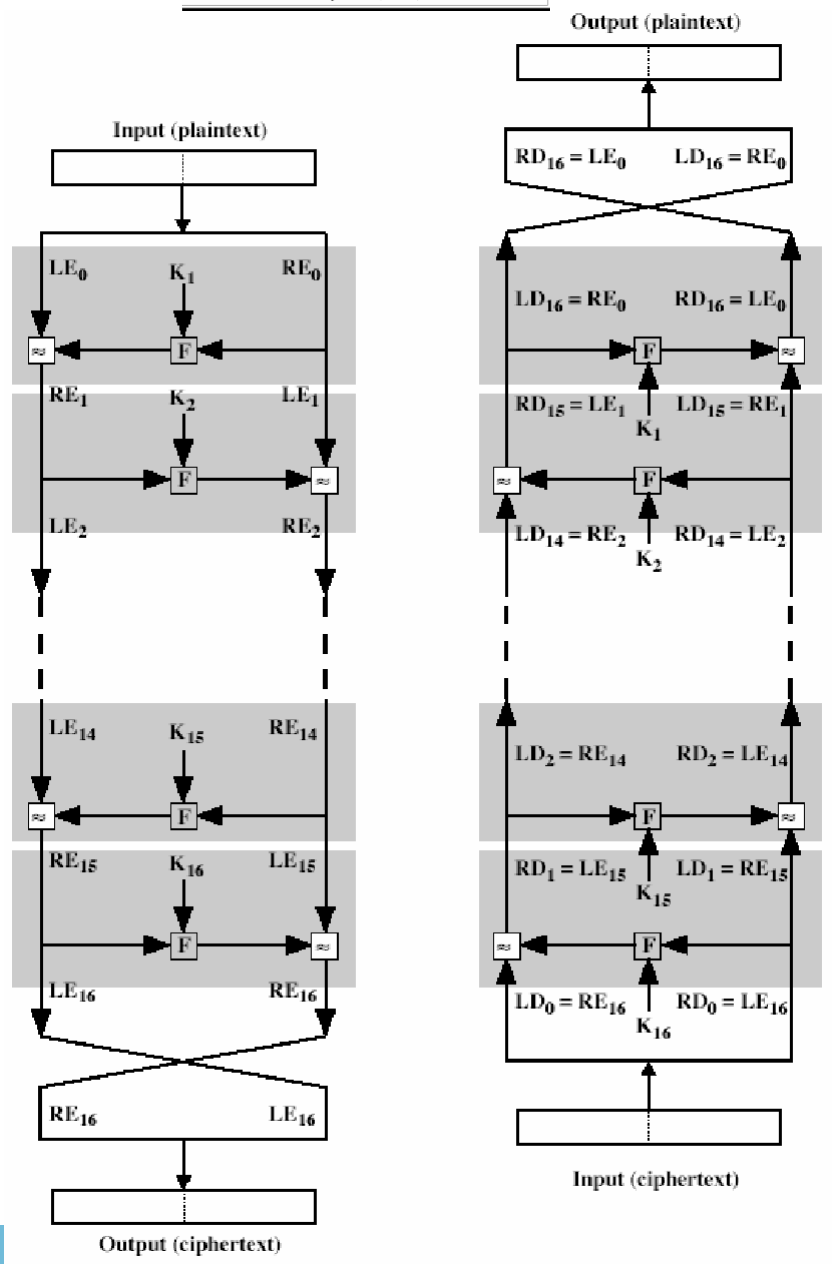 Input (plaintext)
LE₀
K₁
RE₀
≈
F
RE₁
K₂
LE₁
F
≈
LE₂
RE₂
LE₁₄
K₁₅
RE₁₄
≈
F
RE₁₅
K₁₆
LE₁₅
F
≈
LE₁₆
RE₁₆
RE₁₆
LE₁₆
Output (ciphertext)
Output (plaintext)
RD₁₆ = LE₀
LD₁₆ = RE₀
LD₁₆ = RE₀
RD₁₆ = LE₀
F
≈
RD₁₅ = LE₁
K₁
LD₁₅ = RE₁
≈
F
LD₁₄ = RE₂
K₂
RD₁₄ = LE₂
LD₂ = RE₁₄
RD₂ = LE₁₄
F
≈
RD₁ = LE₁₅
K₁₅
LD₁ = RE₁₅
≈
F
LD₀ = RE₁₆
K₁₆
RD₀ = LE₁₆
Input (ciphertext)